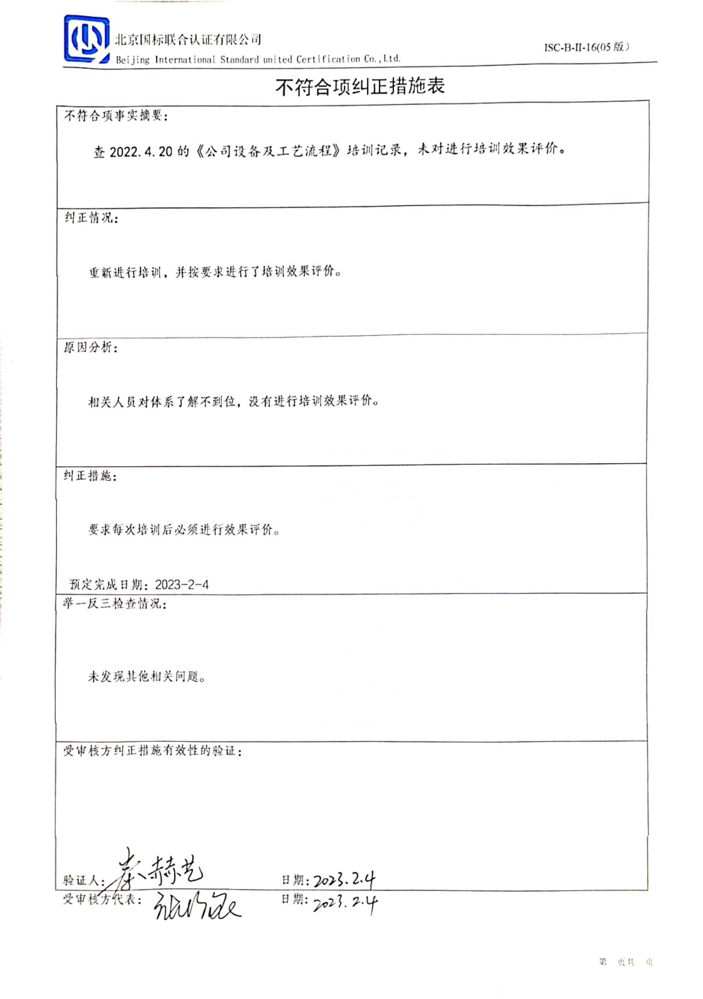 北京国标联合认证有限公司
ISC-B-II-16(05 版）
Beijing International Standard united Certification Co.,Ltd.
不符合项纠正措施表
不符合项事实摘要：
查 2022.4.20 的《公司设备及工艺流程》培训记录，未对进行培训效果评价。
纠正情况：
重新进行培训，并按要求进行了培训效果评价。
原因分析：
相关人员对体系了解不到位，没有进行培训效果评价。
纠正措施：
要求每次培训后必须进行效果评价。
预定完成日期：2023-2-4
举一反三检查情况：
未发现其他相关问题。
受审核方纠正措施有效性的验证：
验证人： 日期：2023.2.4
受审核方代表： 日期：2023.2.4
第 页共 页